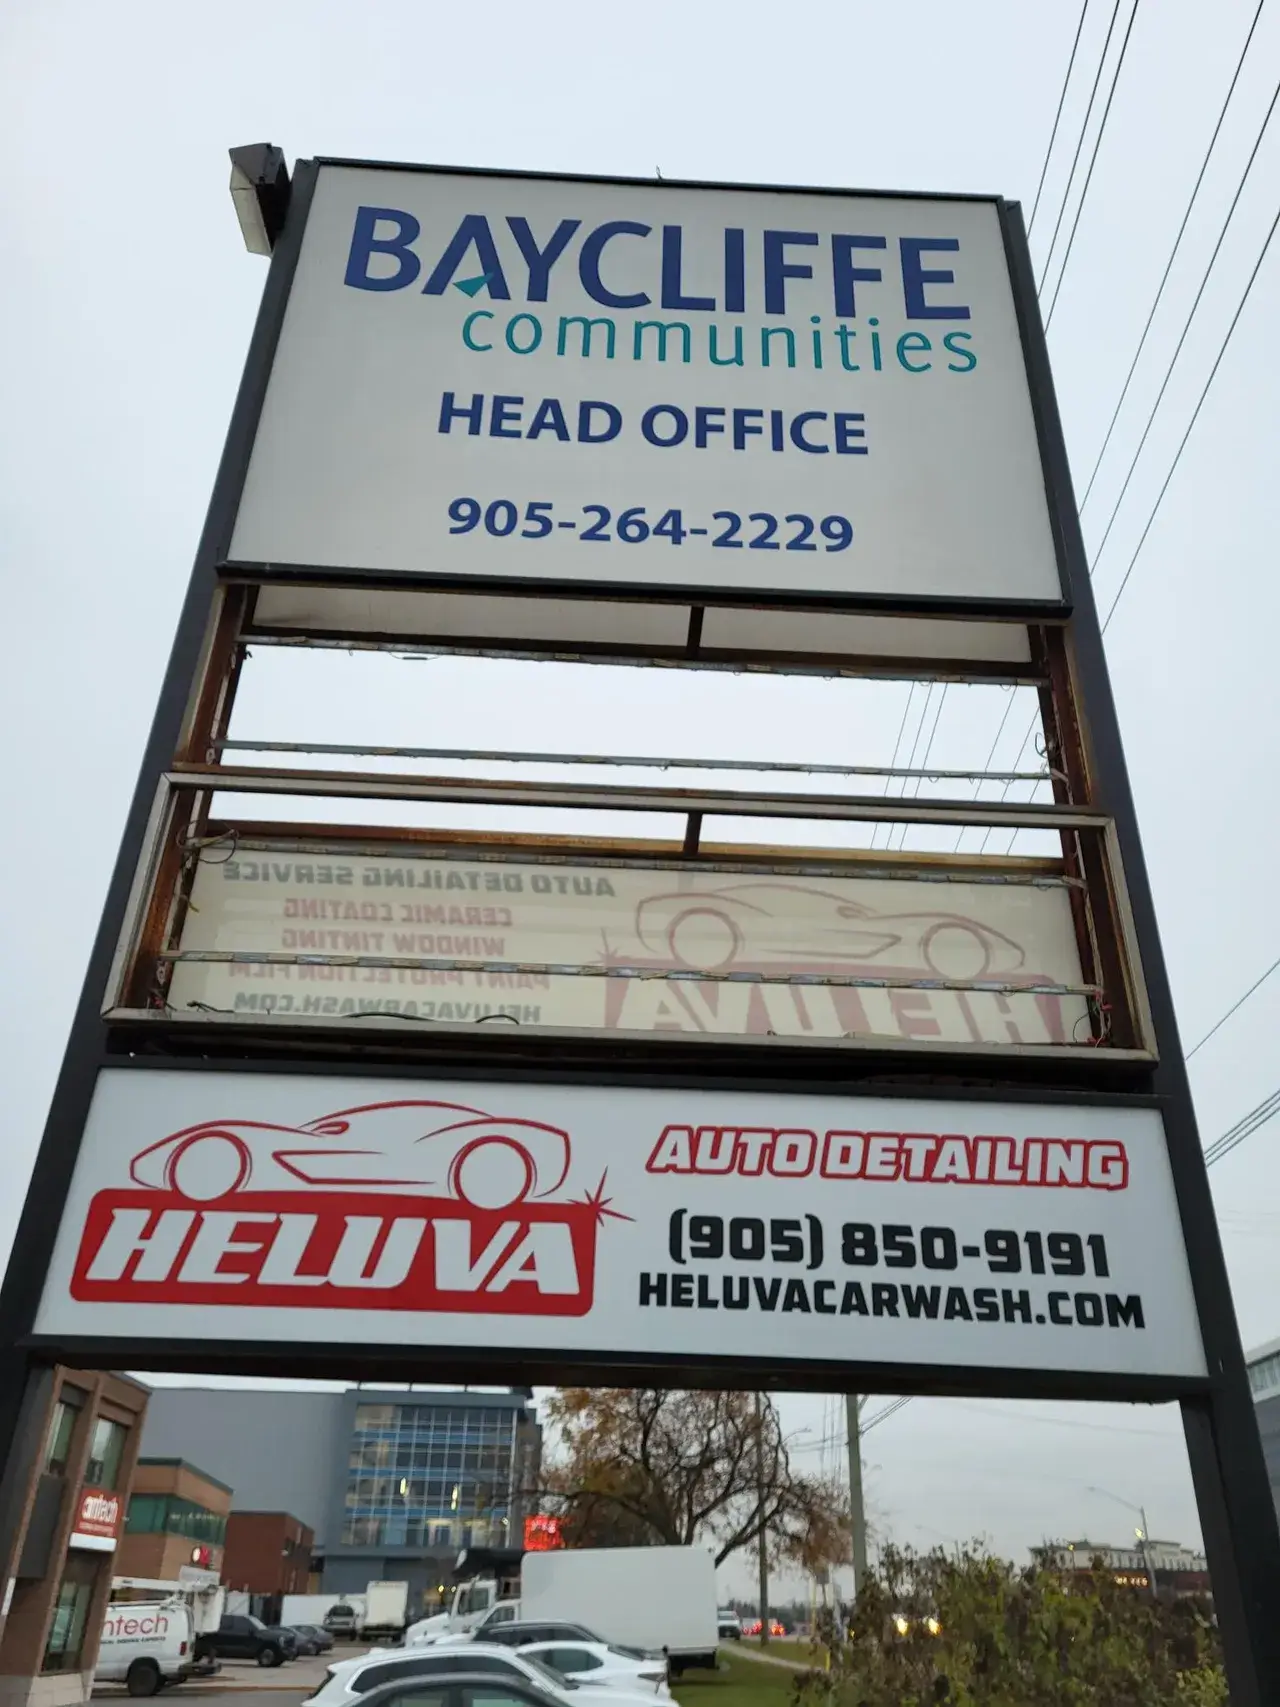 BAYCLIFFE
communities
HEAD OFFICE
905-264-2229
AUTO DETAILING SERVICE
CERAMIC COATING
WINDOW TINTING
PAINT PROTECTION FILM
HELUVACARWASH.COM
HELUVA
HELUVA
AUTO DETAILING
(905) 850-9191
HELUVACARWASH.COM
ntech